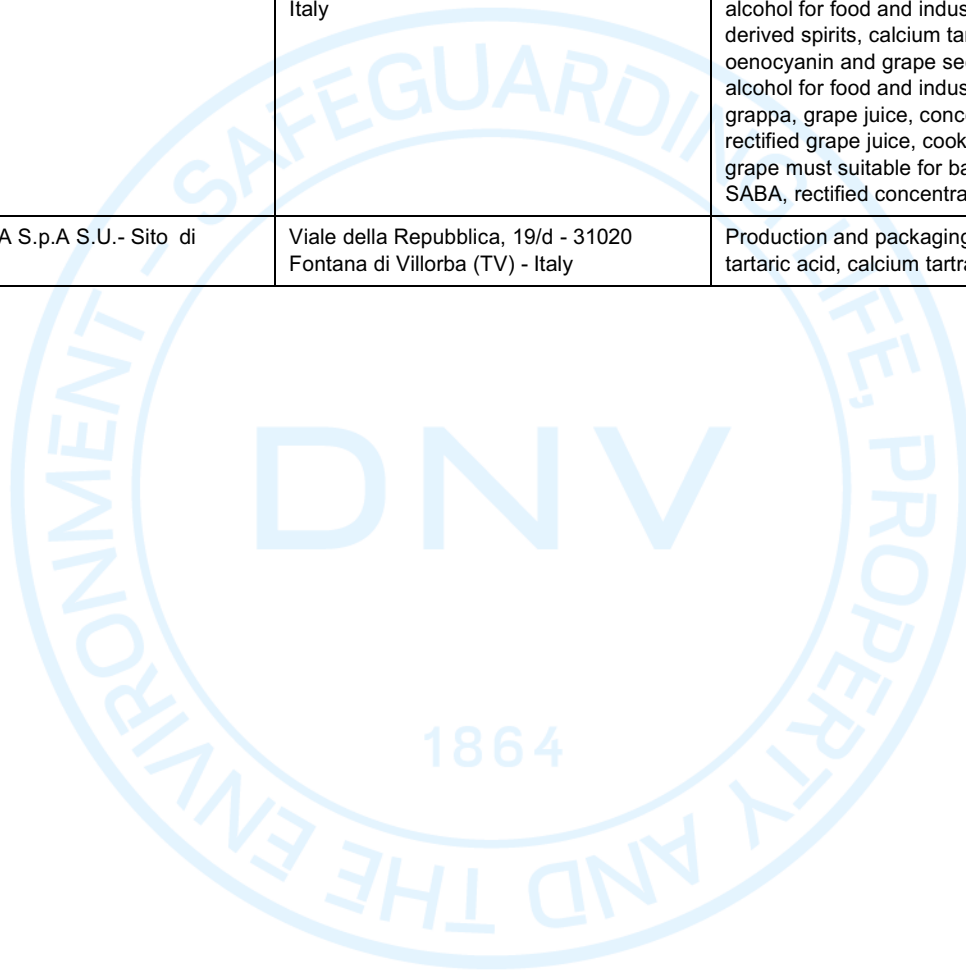 Italy
alcohol for food and indus
derived spirits, calcium ta
oenocyanin and grape se
alcohol for food and indus
grappa, grape juice, conc
rectified grape juice, cook
grape must suitable for ba
SABA, rectified concentra
A S.p.A S.U.- Sito di
Viale della Repubblica, 19/d - 31020
Fontana di Villorba (TV) - Italy
Production and packaging
tartaric acid, calcium tartra
SAFEGUARDING LIFE, PROPERTY AND THE ENVIRONMENT -
DNV
1864